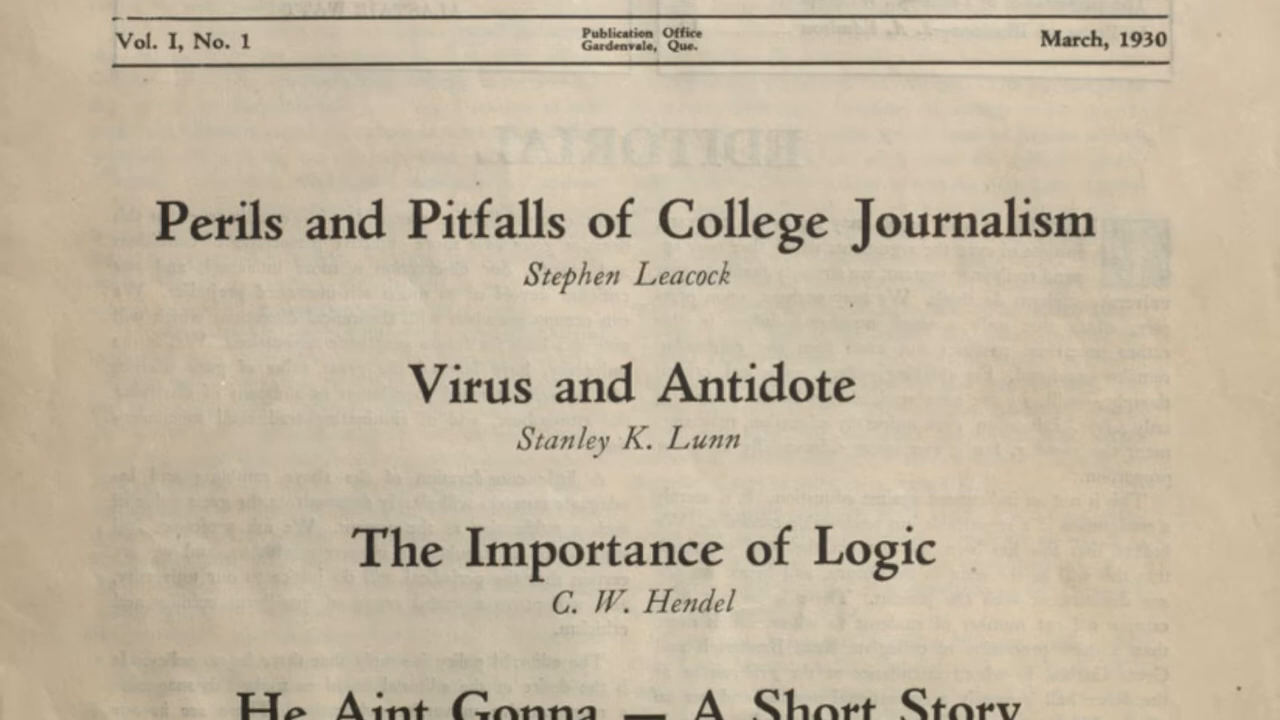 Vol. I, No. 1
Publication Office
Gardenvale, Que.
March, 1930
Perils and Pitfalls of College Journalism
Stephen Leacock
Virus and Antidote
Stanley K. Lunn
The Importance of Logic
C. W. Hendel
He Aint Gonna — A Short Story